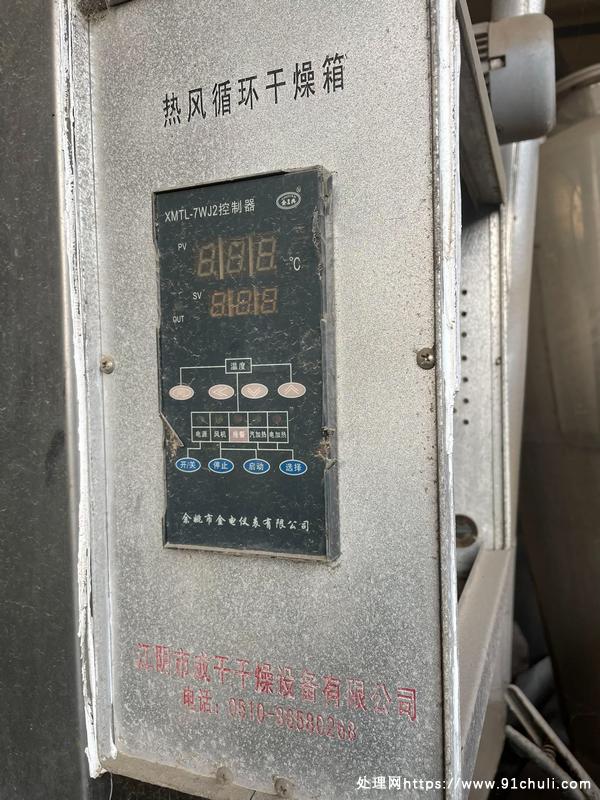 热风循环干燥箱
XMTL-7WJ2控制器
PV
℃
SV
OUT
温度
电源 风机 报警 汽加热 电加热
开/关 停止 启动 选择
余姚市金电仪表有限公司
江阴市成干干燥设备有限公司
电话:0510-86580288
处理网https://www.91chuli.com